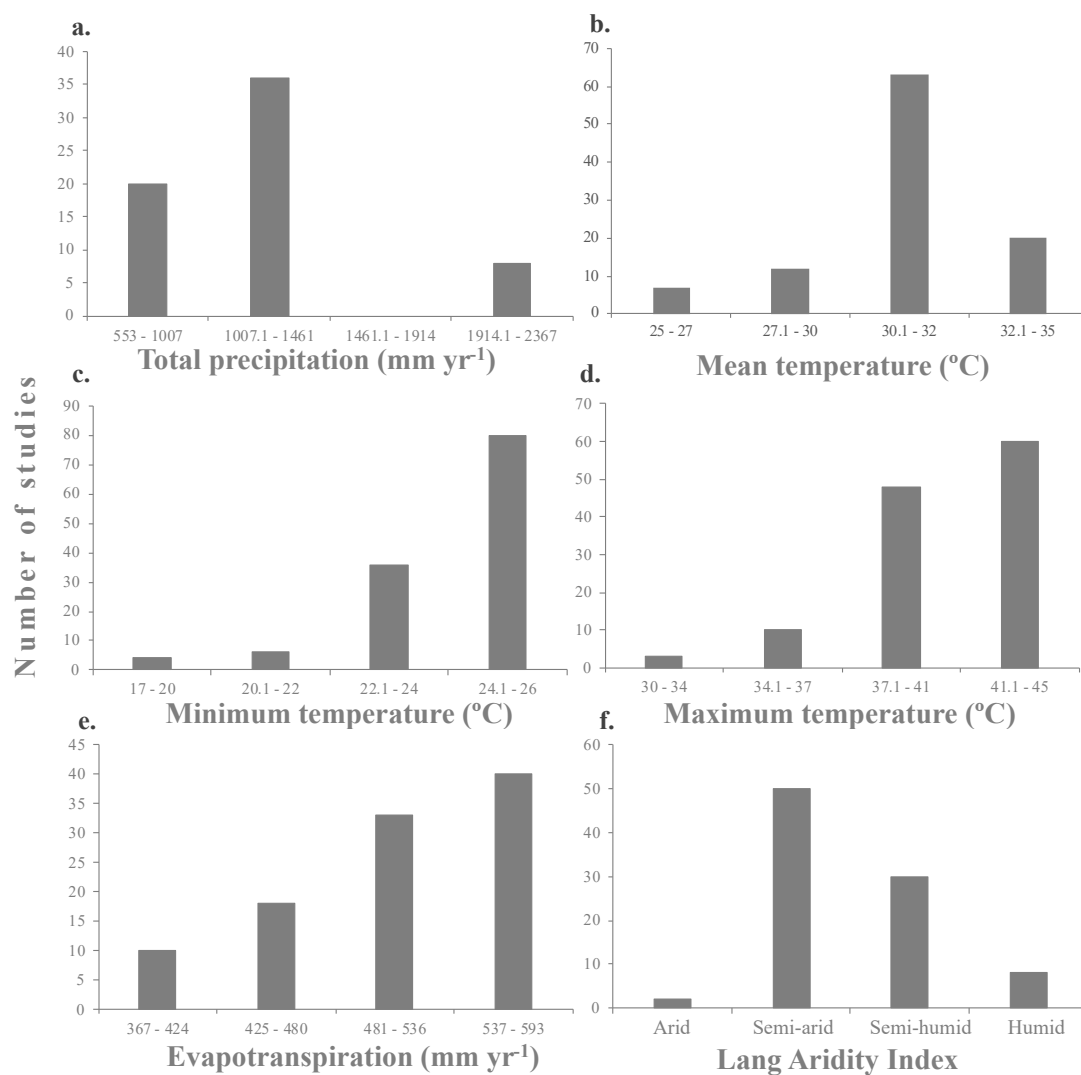 a.
40
35
30
25
20
15
10
5
0
553 - 1007 1007.1 - 1461 1461.1 - 1914 1914.1 - 2367
Total precipitation (mm yr⁻¹)
b.
70
60
50
40
30
20
10
0
25 - 27 27.1 - 30 30.1 - 32 32.1 - 35
Mean temperature (ºC)
Number of studies
c.
90
80
70
60
50
40
30
20
10
0
17 - 20 20.1 - 22 22.1 - 24 24.1 - 26
Minimum temperature (ºC)
d.
70
60
50
40
30
20
10
0
30 - 34 34.1 - 37 37.1 - 41 41.1 - 45
Maximum temperature (ºC)
e.
45
40
35
30
25
20
15
10
5
0
367 - 424 425 - 480 481 - 536 537 - 593
Evapotranspiration (mm yr⁻¹)
f.
60
50
40
30
20
10
0
Arid Semi-arid Semi-humid Humid
Lang Aridity Index